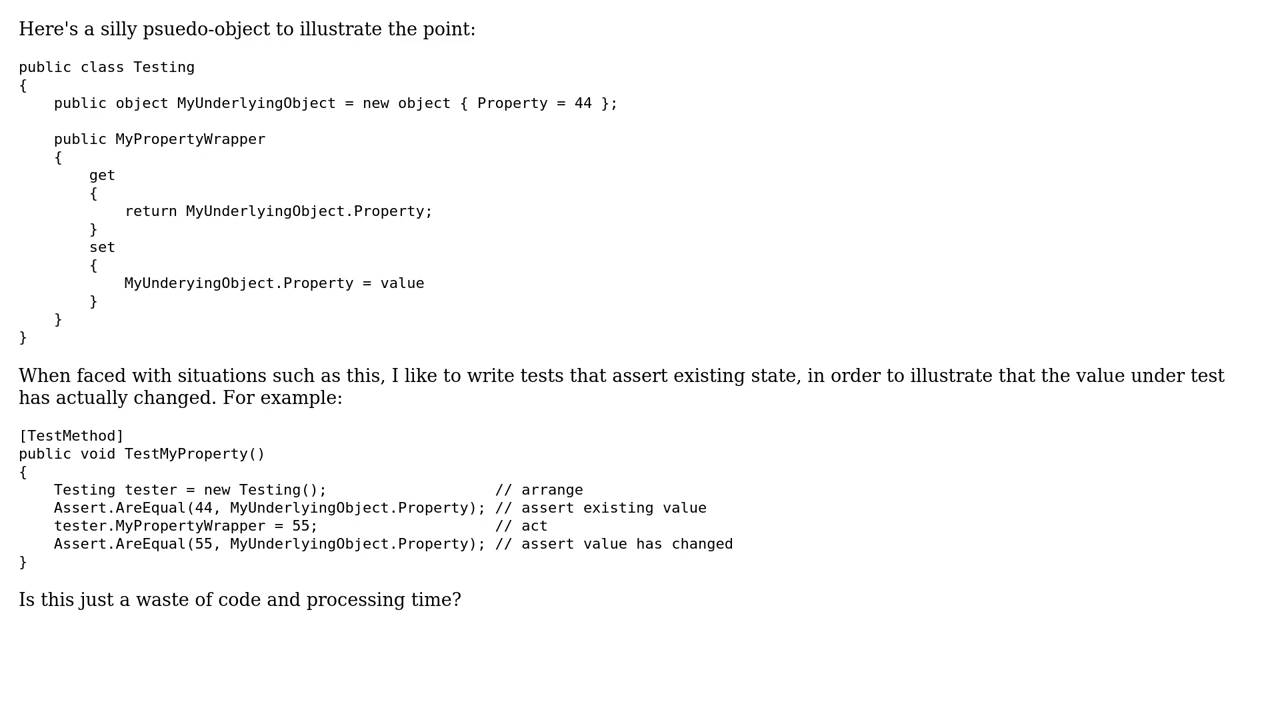 Here's a silly psuedo-object to illustrate the point:
public class Testing
{
    public object MyUnderlyingObject = new object { Property = 44 };

    public MyPropertyWrapper
    {
        get
        {
            return MyUnderlyingObject.Property;
        }
        set
        {
            MyUnderyingObject.Property = value
        }
    }
}
When faced with situations such as this, I like to write tests that assert existing state, in order to illustrate that the value under test
has actually changed. For example:
[TestMethod]
public void TestMyProperty()
{
    Testing tester = new Testing();                   // arrange
    Assert.AreEqual(44, MyUnderlyingObject.Property); // assert existing value
    tester.MyPropertyWrapper = 55;                    // act
    Assert.AreEqual(55, MyUnderlyingObject.Property); // assert value has changed
}
Is this just a waste of code and processing time?